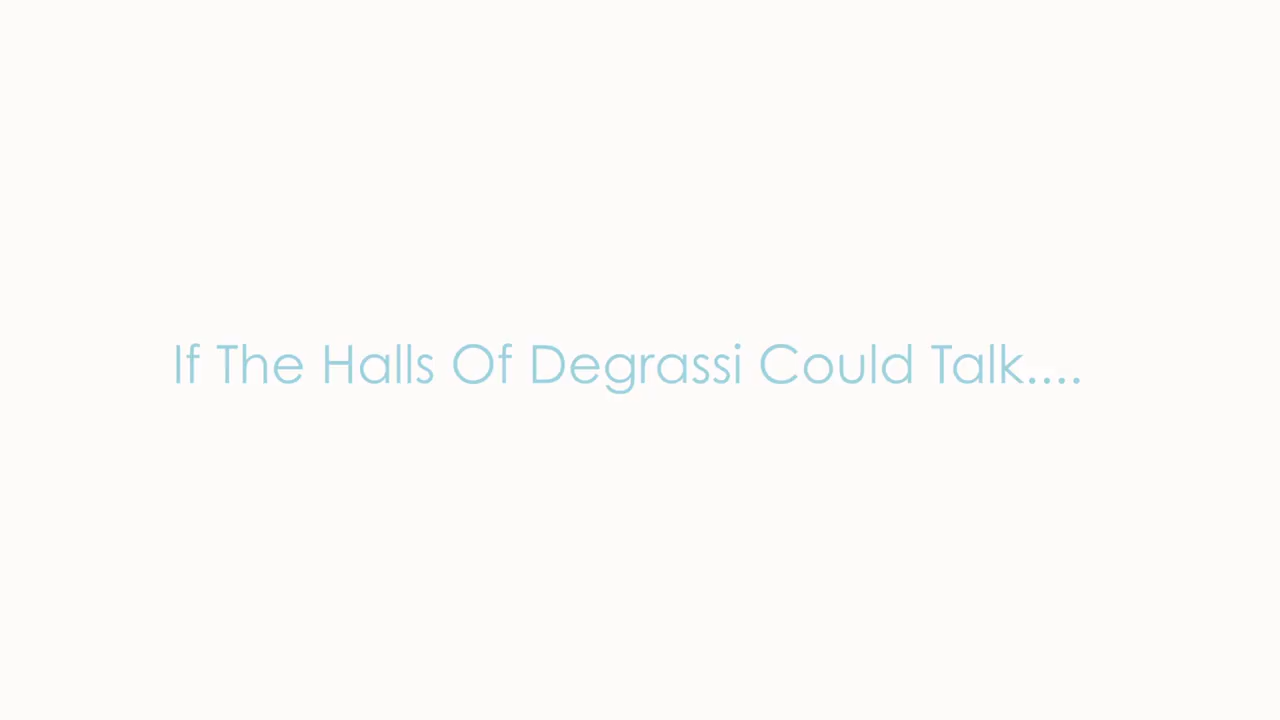 If The Halls Of Degrassi Could Talk....